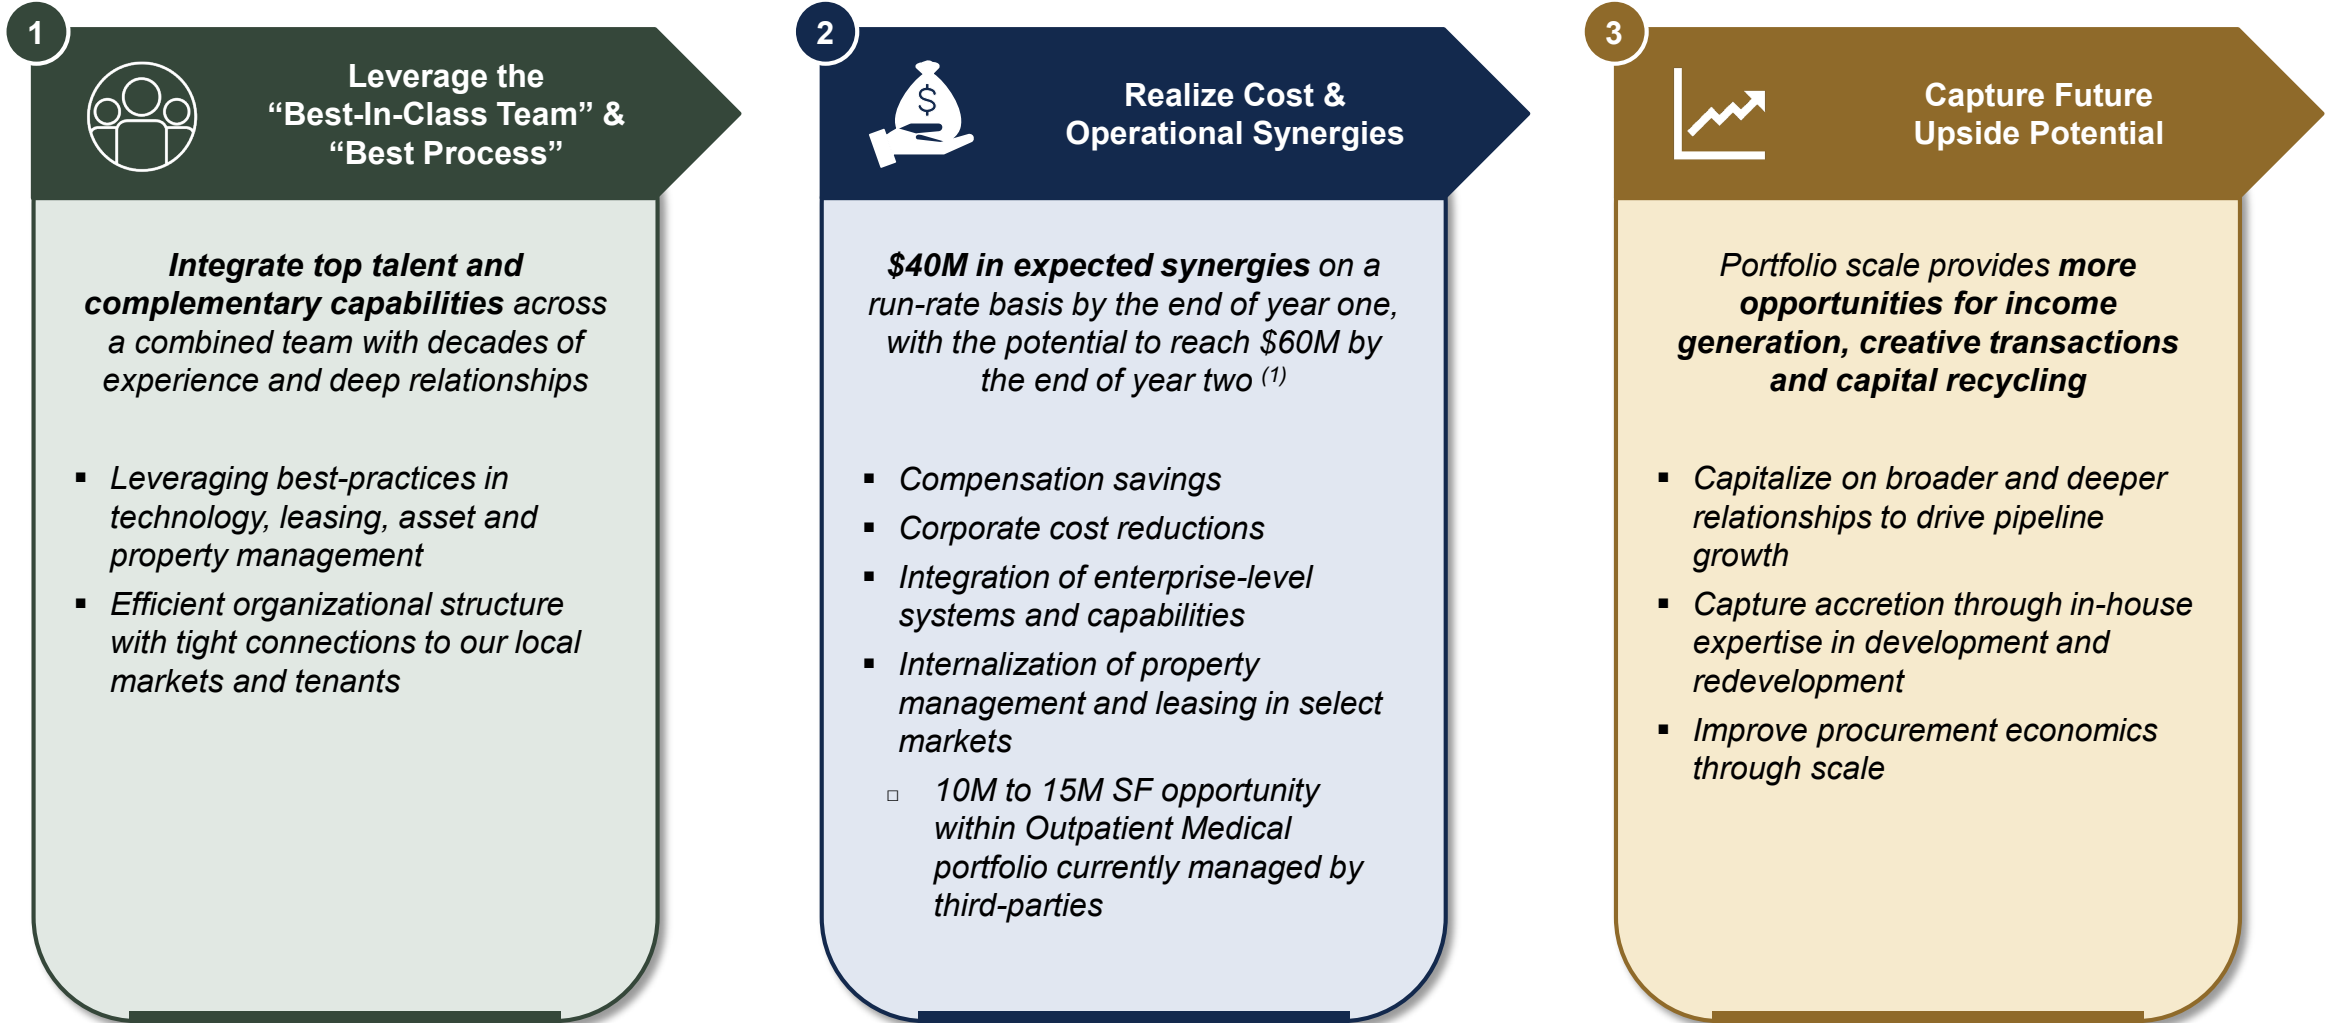 1
Leverage the
“Best-In-Class Team” &
“Best Process”
Integrate top talent and
complementary capabilities across
a combined team with decades of
experience and deep relationships
▪ Leveraging best-practices in
technology, leasing, asset and
property management
▪ Efficient organizational structure
with tight connections to our local
markets and tenants
2
$
Realize Cost &
Operational Synergies
$40M in expected synergies on a
run-rate basis by the end of year one,
with the potential to reach $60M by
the end of year two (1)
▪ Compensation savings
▪ Corporate cost reductions
▪ Integration of enterprise-level
systems and capabilities
▪ Internalization of property
management and leasing in select
markets
□ 10M to 15M SF opportunity
within Outpatient Medical
portfolio currently managed by
third-parties
3
Capture Future
Upside Potential
Portfolio scale provides more
opportunities for income
generation, creative transactions
and capital recycling
▪ Capitalize on broader and deeper
relationships to drive pipeline
growth
▪ Capture accretion through in-house
expertise in development and
redevelopment
▪ Improve procurement economics
through scale